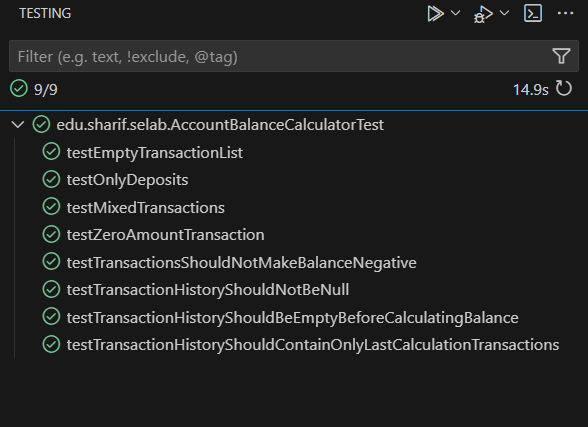 TESTING
Filter (e.g. text, !exclude, @tag)
9/9 14.9s
edu.sharif.selab.AccountBalanceCalculatorTest
testEmptyTransactionList
testOnlyDeposits
testMixedTransactions
testZeroAmountTransaction
testTransactionsShouldNotMakeBalanceNegative
testTransactionHistoryShouldNotBeNull
testTransactionHistoryShouldBeEmptyBeforeCalculatingBalance
testTransactionHistoryShouldContainOnlyLastCalculationTransactions